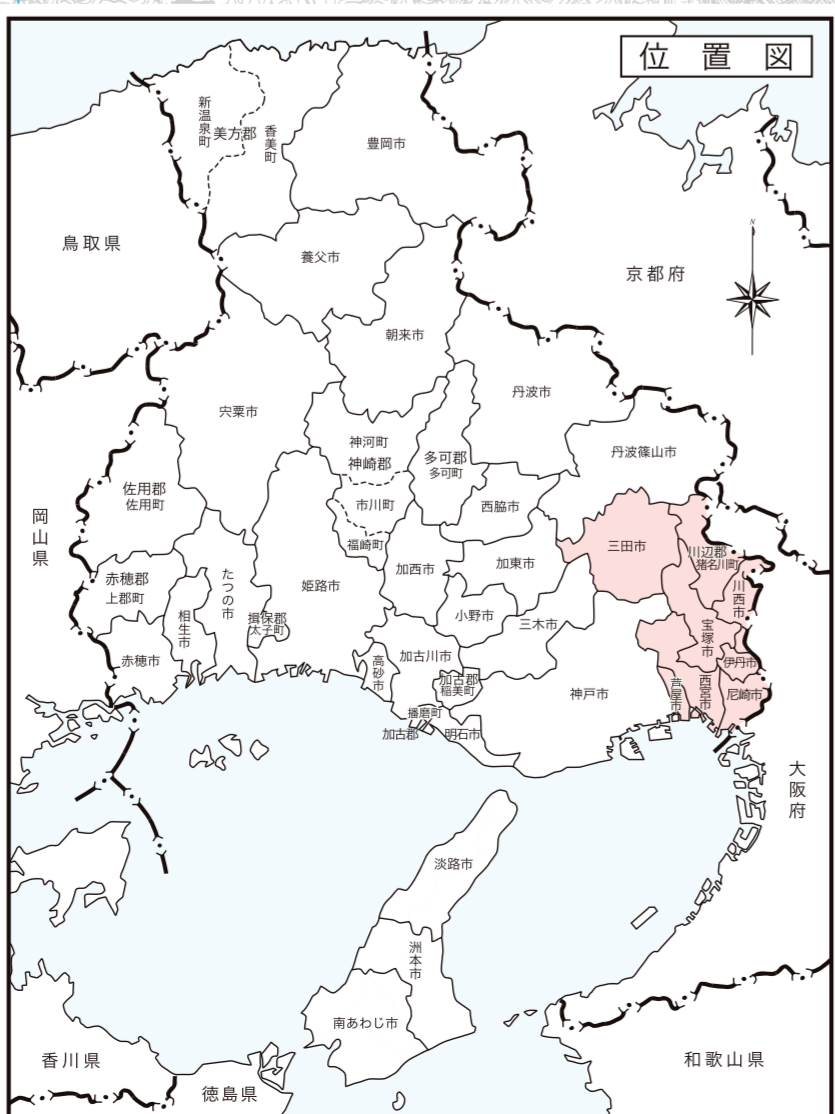 位置図
N
新温泉町
美方郡
香美町
豊岡市
鳥取県
養父市
京都府
朝来市
丹波市
宍粟市
神河町
神崎郡
多可郡
多可町
丹波篠山市
佐用郡
佐用町
市川町
西脇市
岡山県
福崎町
三田市
川辺郡
猪名川町
赤穂郡
上郡町
たつの市
姫路市
加西市
加東市
川西市
相生市
揖保郡
太子町
小野市
三木市
宝塚市
赤穂市
高砂市
加古川市
伊丹市
加古郡
稲美町
神戸市
芦屋市
西宮市
尼崎市
播磨町
加古郡
明石市
大阪府
淡路市
洲本市
南あわじ市
香川県
徳島県
和歌山県